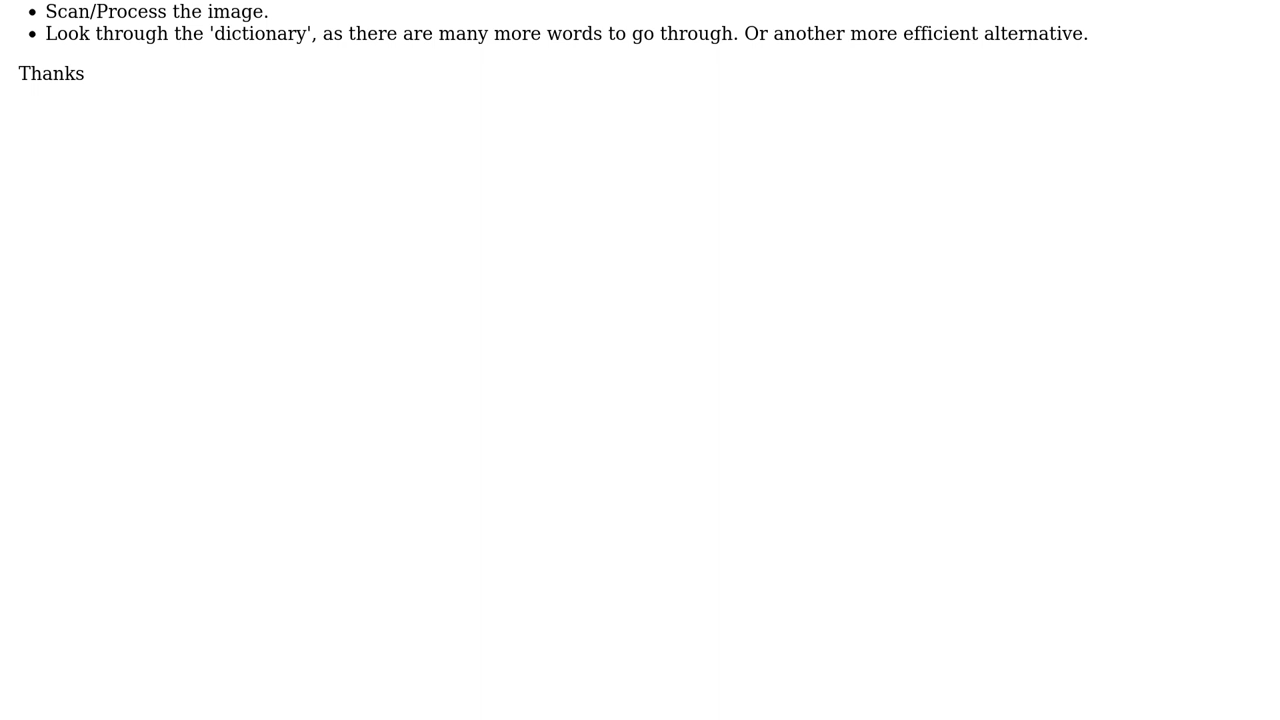 • Scan/Process the image.
• Look through the 'dictionary', as there are many more words to go through. Or another more efficient alternative.
Thanks